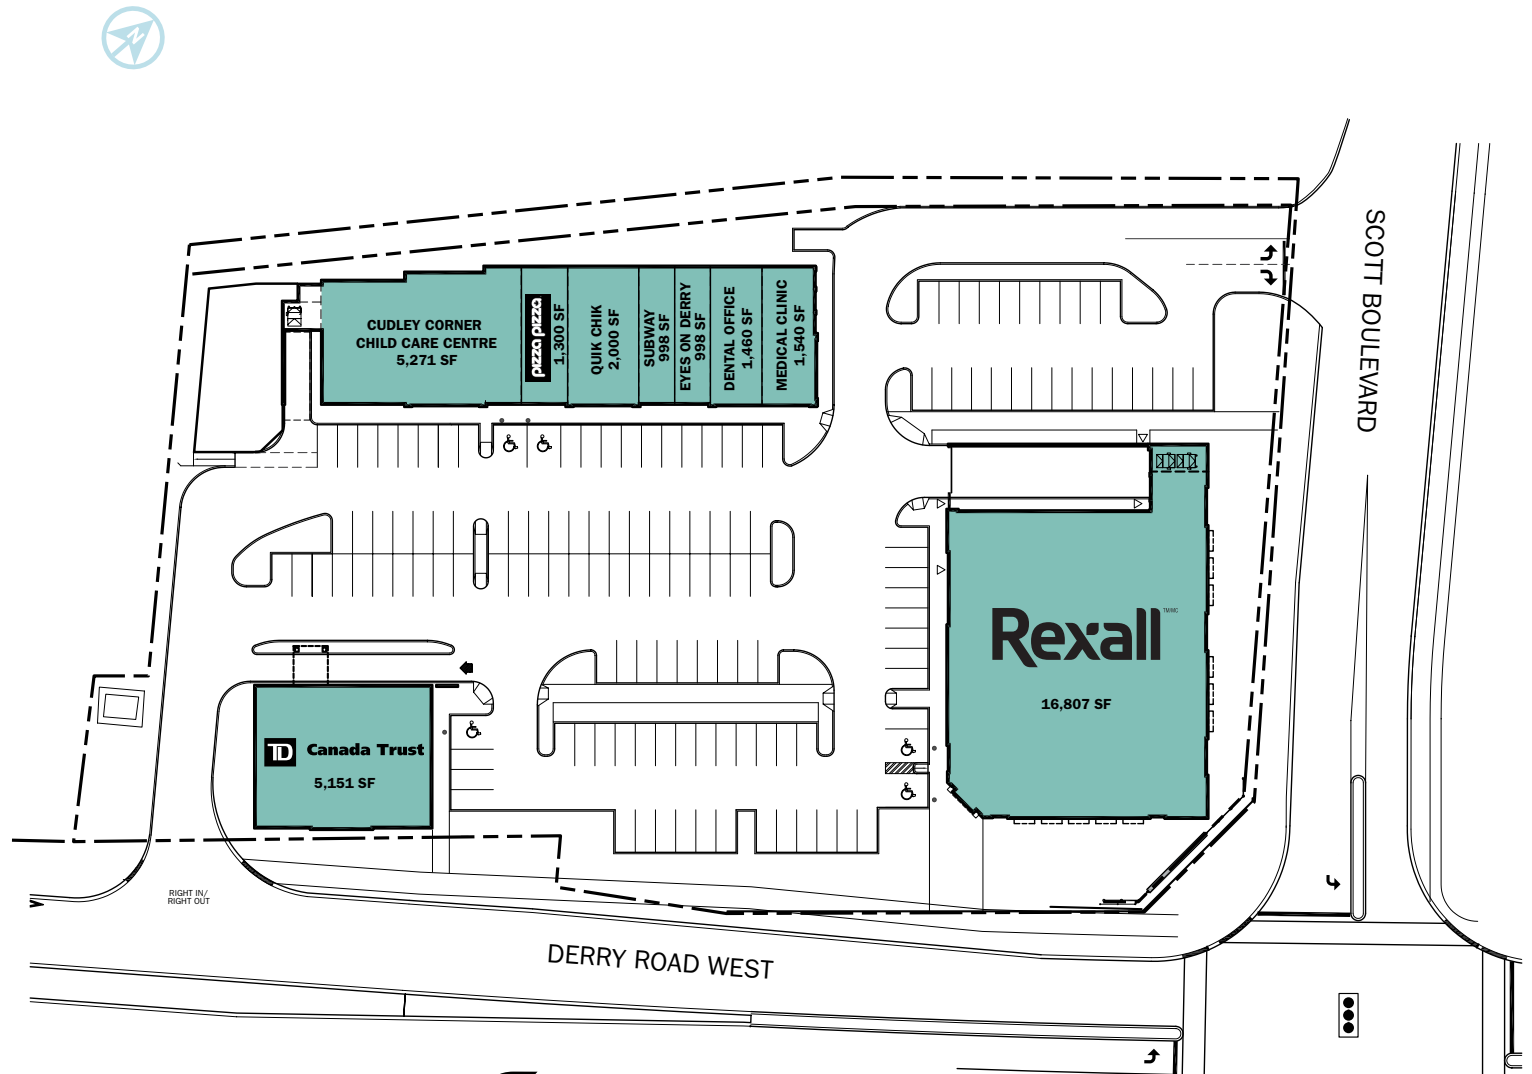 N
SCOTT BOULEVARD
CUDLEY CORNER
CHILD CARE CENTRE
5,271 SF
pizza pizza
1,300 SF
QUIK CHIK
2,000 SF
SUBWAY
998 SF
EYES ON DERRY
998 SF
DENTAL OFFICE
1,460 SF
MEDICAL CLINIC
1,540 SF
Rexall TM/MC
16,807 SF
TD Canada Trust
5,151 SF
RIGHT IN/
RIGHT OUT
DERRY ROAD WEST